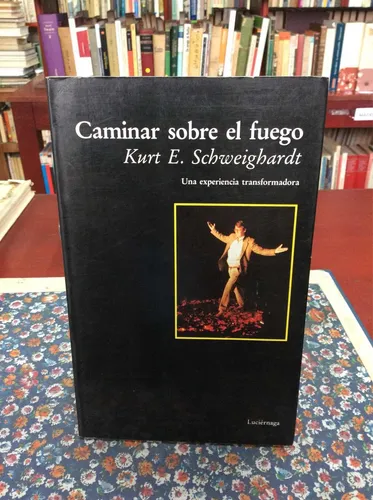 Caminar sobre el fuego
Kurt E. Schweighardt
Una experiencia transformadora
Luciérnaga